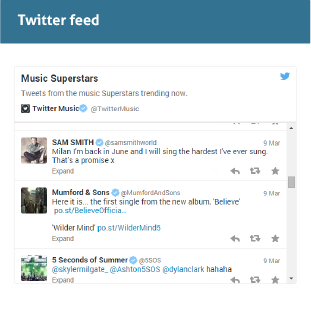 Twitter feed
Music Superstars
Tweets from the music Superstars trending now.
Twitter Music @TwitterMusic
SAM SMITH @samsmithworld 9 Mar
Milan I'm back in June and I will sing the hardest I've ever sung.
That's a promise x
Expand
Mumford & Sons @MumfordAndSons 9 Mar
Here it is... the first single from the new album. 'Believe'
po.st/BelieveOfficia...
'Wilder Mind' po.st/WilderMind5
Expand
5 Seconds of Summer @5SOS 9 Mar
@skylermilgate_ @Ashton5SOS @dylanclark hahaha
Expand